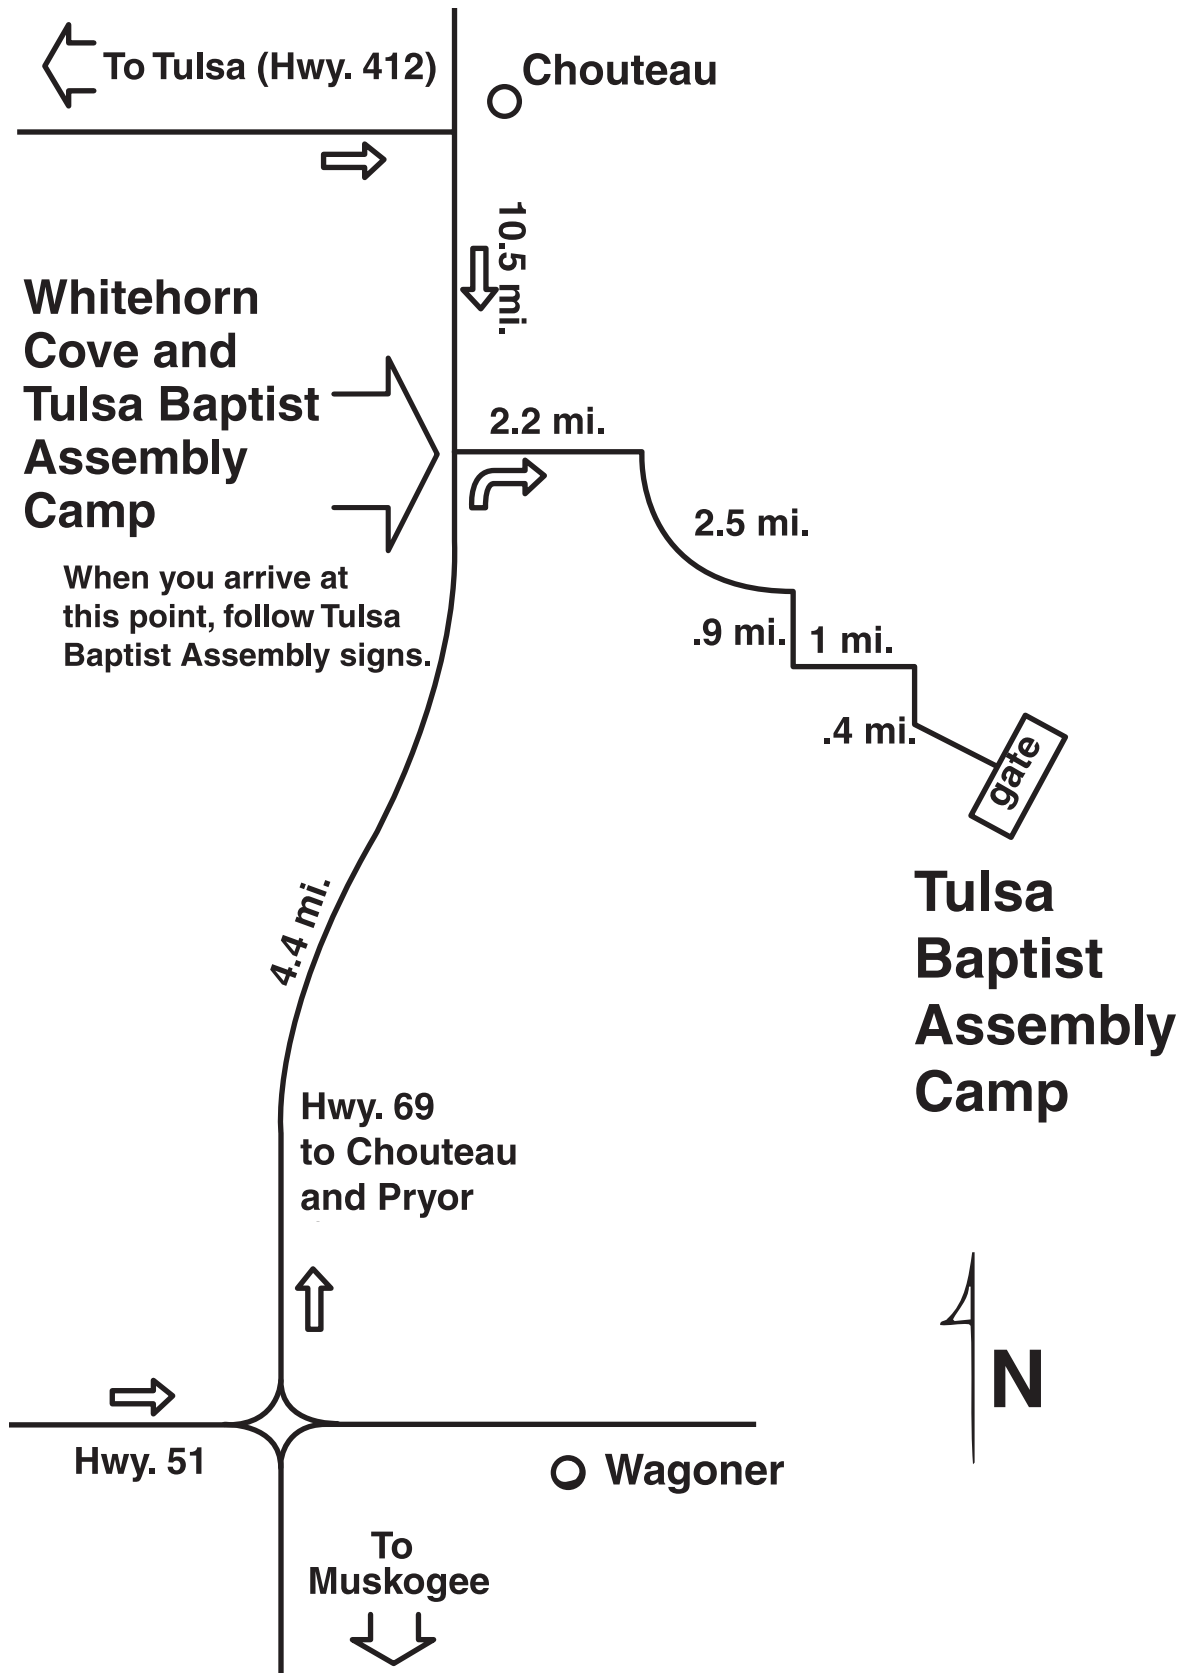 To Tulsa (Hwy. 412)
Chouteau
10.5 mi.
Whitehorn
Cove and
Tulsa Baptist
Assembly
Camp
When you arrive at
this point, follow Tulsa
Baptist Assembly signs.
2.2 mi.
2.5 mi.
.9 mi.
1 mi.
.4 mi.
gate
Tulsa
Baptist
Assembly
Camp
4.4 mi.
Hwy. 69
to Chouteau
and Pryor
N
Hwy. 51
Wagoner
To
Muskogee